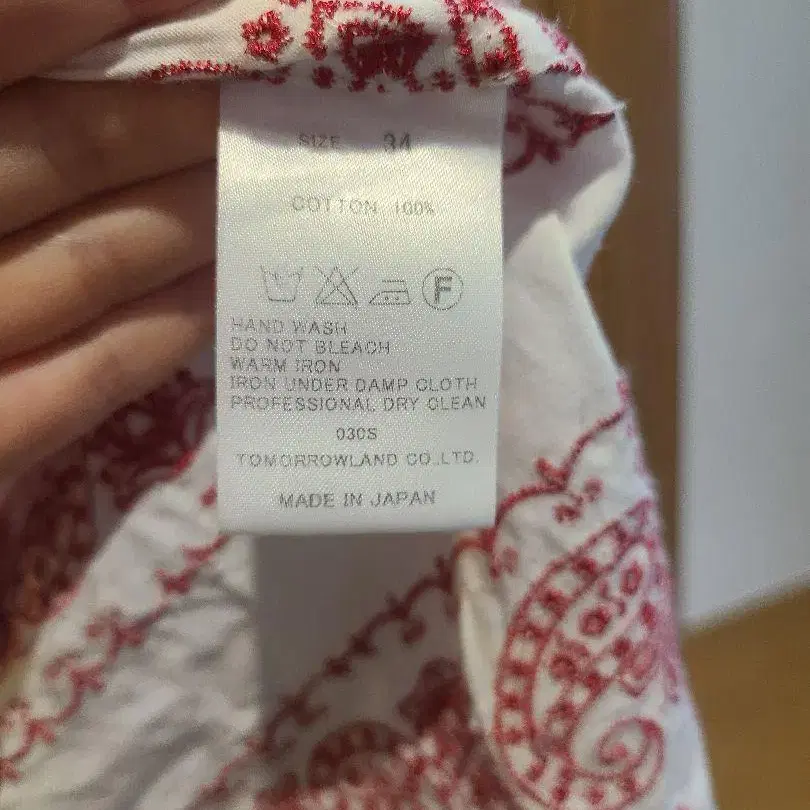 SIZE 34
COTTON 100%
F
HAND WASH
DO NOT BLEACH
WARM IRON
IRON UNDER DAMP CLOTH
PROFESSIONAL DRY CLEAN
030S
TOMORROWLAND CO.,LTD.
MADE IN JAPAN